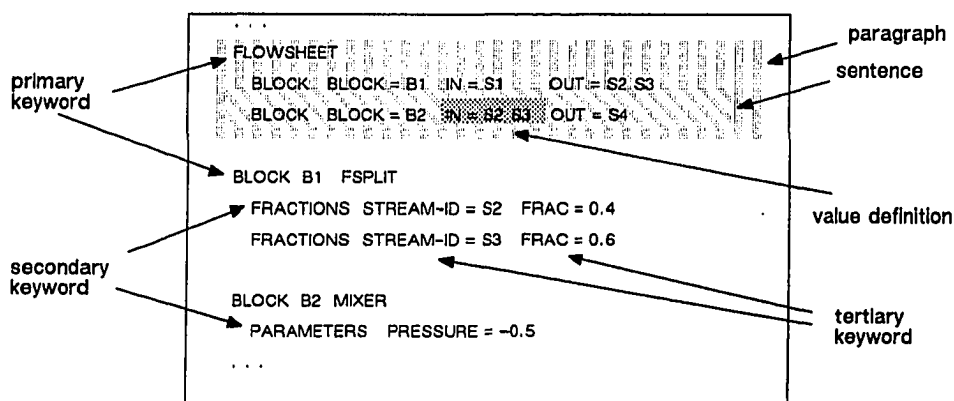 . . .
FLOWSHEET
BLOCK BLOCK = B1 IN = S1 OUT = S2 S3
BLOCK BLOCK = B2 IN = S2 S3 OUT = S4
BLOCK B1 FSPLIT
FRACTIONS STREAM-ID = S2 FRAC = 0.4
FRACTIONS STREAM-ID = S3 FRAC = 0.6
BLOCK B2 MIXER
PARAMETERS PRESSURE = -0.5
. . .
primary
keyword
secondary
keyword
paragraph
sentence
value definition
tertiary
keyword